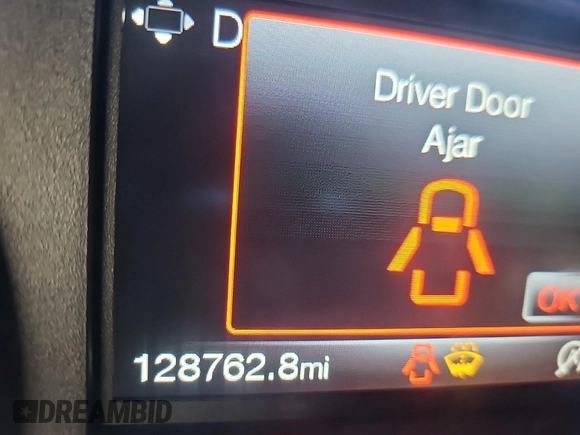 D
Driver Door
Ajar
OK
128762.8mi
DREAMBID